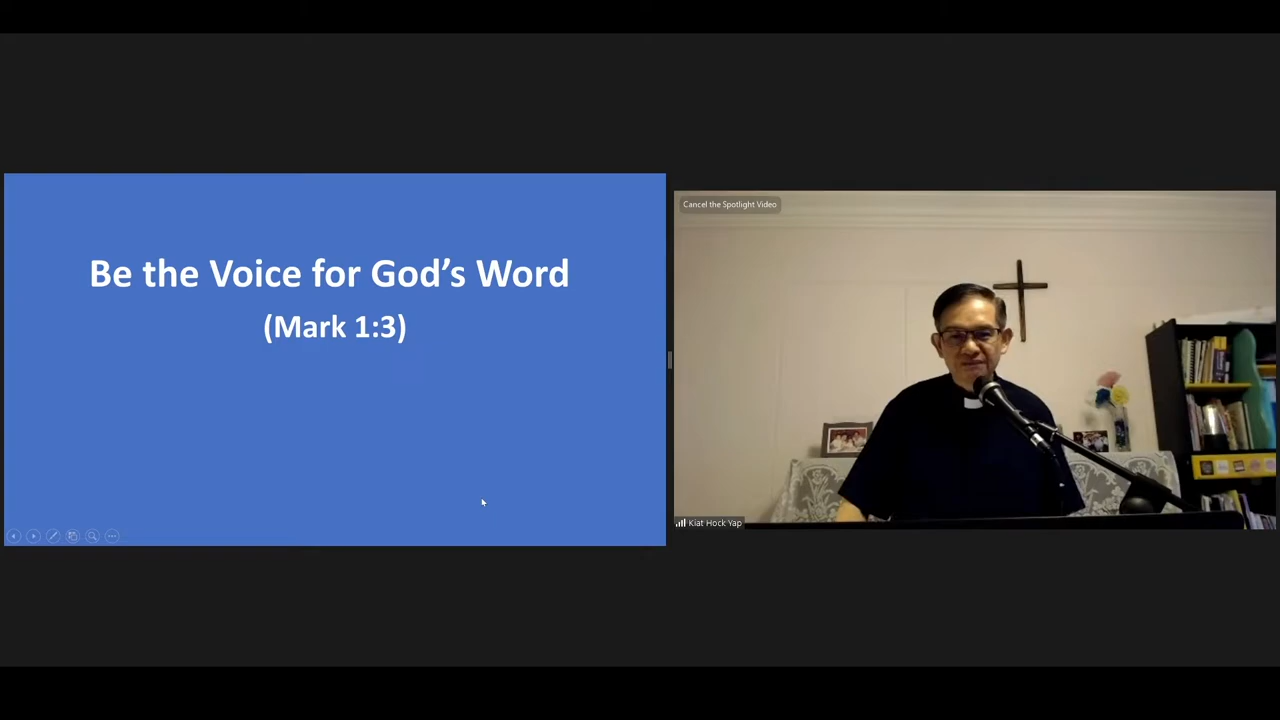 Be the Voice for God’s Word
(Mark 1:3)
Cancel the Spotlight Video
Kiat Hock Yap